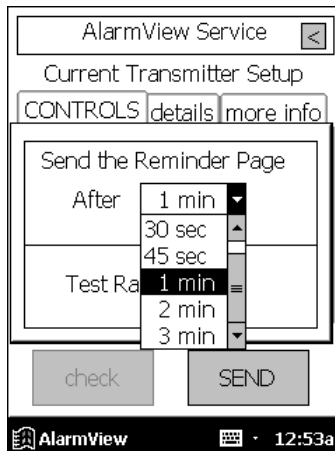 AlarmView Service <
Current Transmitter Setup
CONTROLS details more info
Send the Reminder Page
After 1 min
30 sec
45 sec
Test Ra 1 min
2 min
3 min
check SEND
AlarmView 12:53a